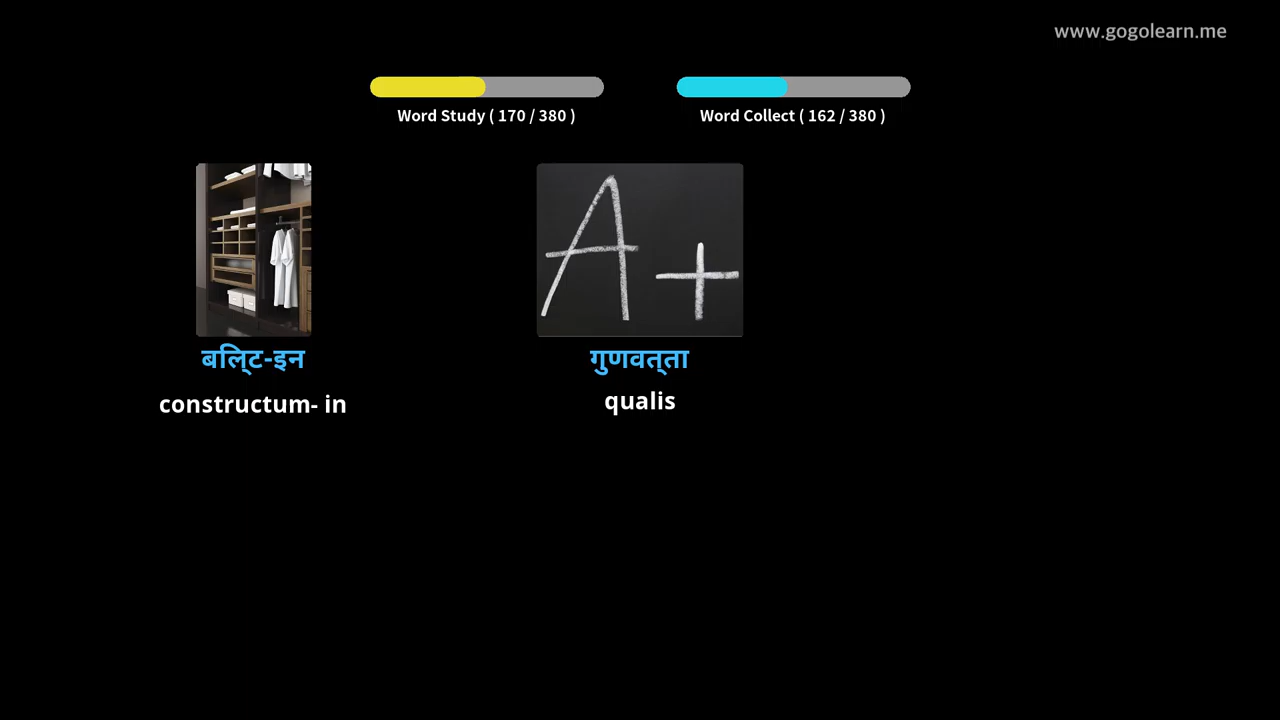 www.gogolearn.me
Word Study ( 170 / 380 )
Word Collect ( 162 / 380 )
A+
बिल्ट-इन
constructum- in
गुणवत्ता
qualis